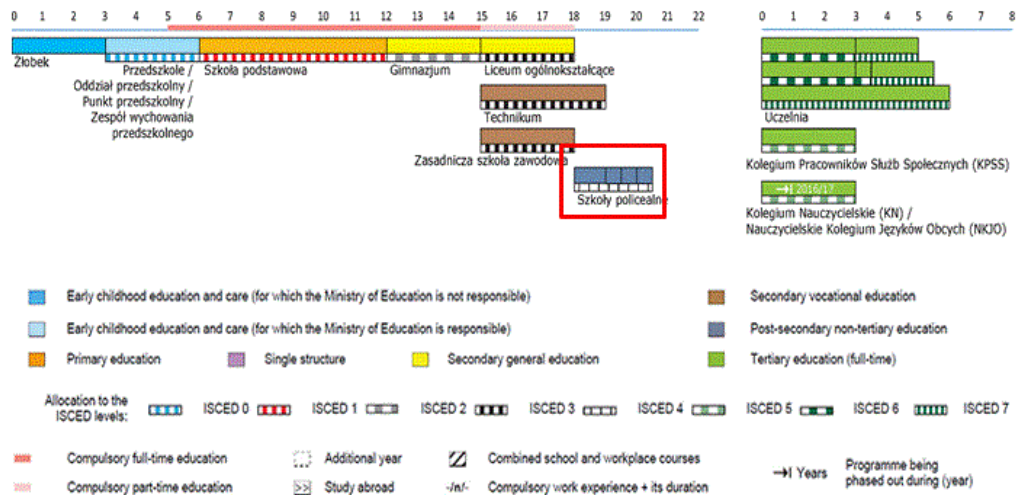 0 1 2 3 4 5 6 7 8 9 10 11 12 13 14 15 16 17 18 19 20 21 22
0 1 2 3 4 5 6 7 8
Żłobek
Przedszkole /
Oddział przedszkolny /
Punkt przedszkolny /
Zespół wychowania
przedszkolnego
Szkoła podstawowa
Gimnazjum
Liceum ogólnokształcące
Technikum
Zasadnicza szkoła zawodowa
Szkoły policealne
Uczelnia
Kolegium Pracowników Służb Społecznych (KPSS)
2016/17
Kolegium Nauczycielskie (KN) /
Nauczycielskie Kolegium Języków Obcych (NKJO)
Early childhood education and care (for which the Ministry of Education is not responsible)
Secondary vocational education
Early childhood education and care (for which the Ministry of Education is responsible)
Post-secondary non-tertiary education
Primary education
Single structure
Secondary general education
Tertiary education (full-time)
Allocation to the
ISCED levels:
ISCED 0
ISCED 1
ISCED 2
ISCED 3
ISCED 4
ISCED 5
ISCED 6
ISCED 7
Compulsory full-time education
Additional year
Combined school and workplace courses
Years
Programme being
phased out during (year)
Compulsory part-time education
>> Study abroad
-/n/- Compulsory work experience + its duration